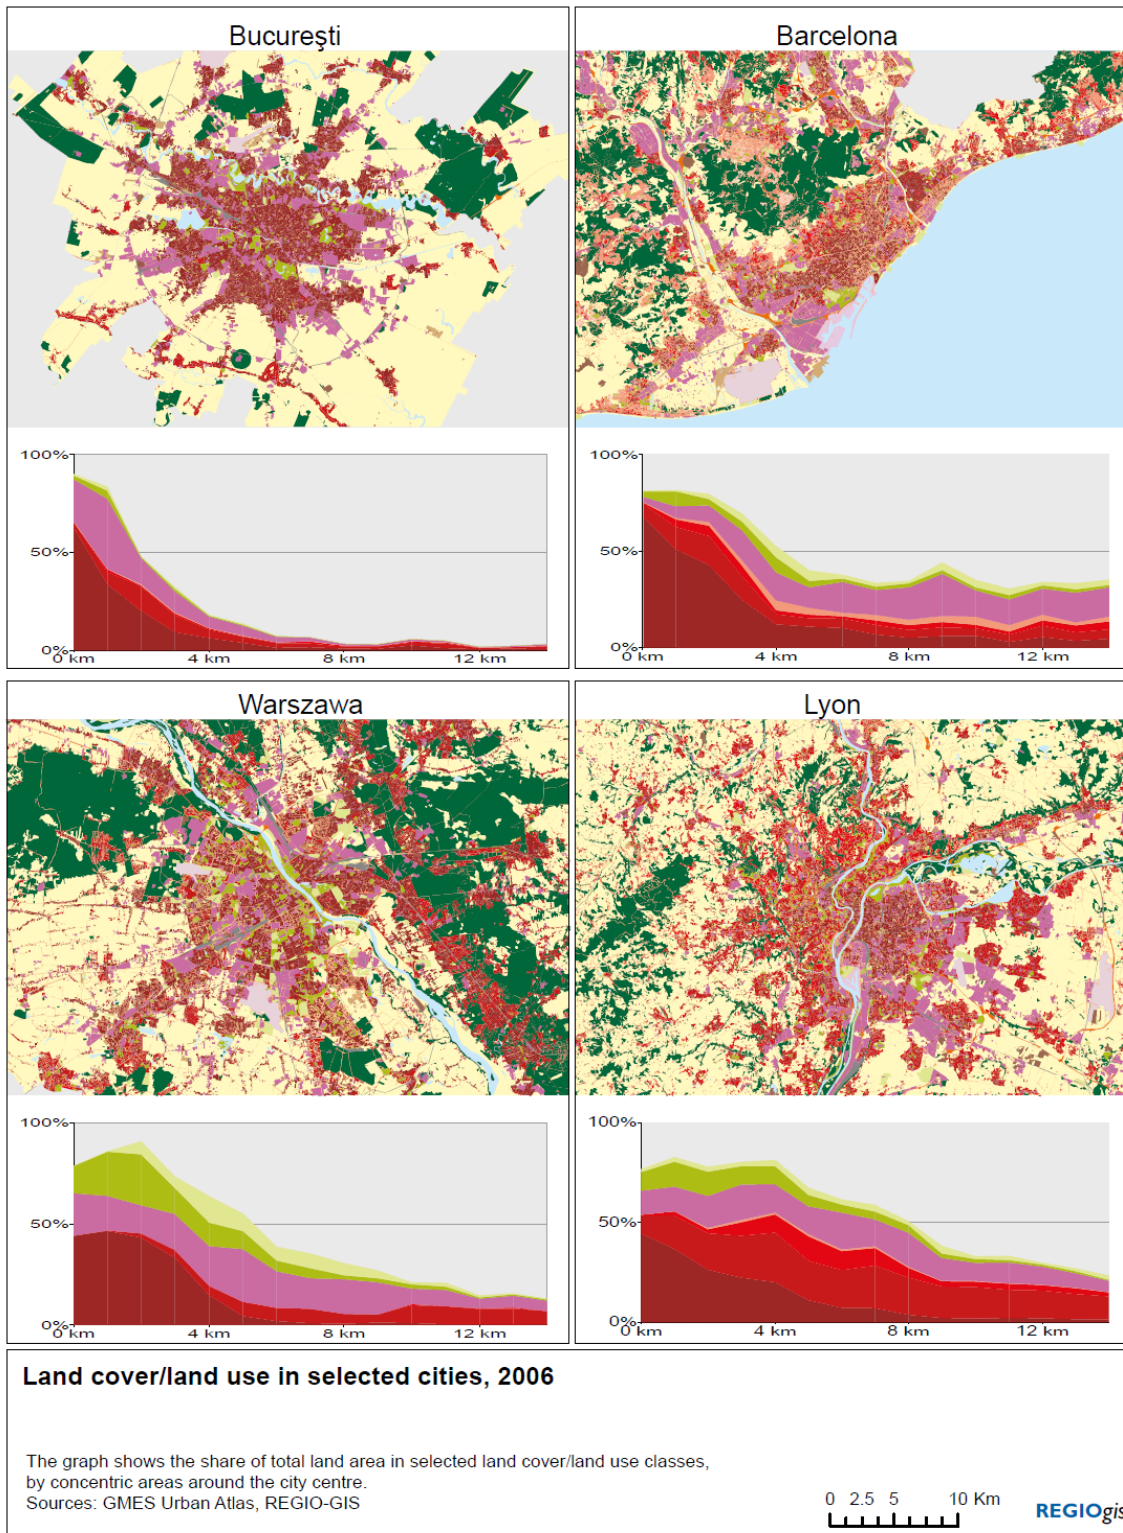 Bucureşti
Barcelona
100%
50%
0%
0 km
4 km
8 km
12 km
100%
50%
0%
0 km
4 km
8 km
12 km
Warszawa
Lyon
100%
50%
0%
0 km
4 km
8 km
12 km
100%
50%
0%
0 km
4 km
8 km
12 km
Land cover/land use in selected cities, 2006
The graph shows the share of total land area in selected land cover/land use classes,
by concentric areas around the city centre.
Sources: GMES Urban Atlas, REGIO-GIS
0 2.5 5 10 Km
REGIOgis